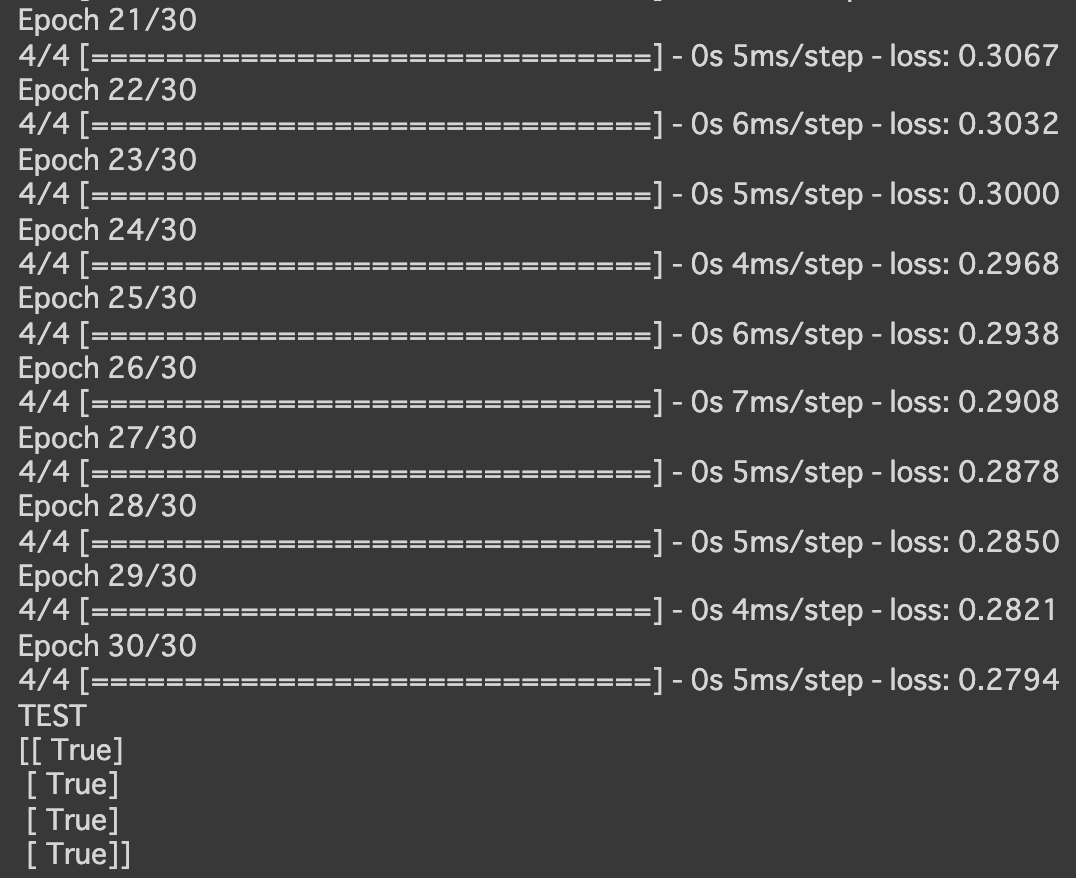 Epoch 21/30
4/4 [==============================] - 0s 5ms/step - loss: 0.3067
Epoch 22/30
4/4 [==============================] - 0s 6ms/step - loss: 0.3032
Epoch 23/30
4/4 [==============================] - 0s 5ms/step - loss: 0.3000
Epoch 24/30
4/4 [==============================] - 0s 4ms/step - loss: 0.2968
Epoch 25/30
4/4 [==============================] - 0s 6ms/step - loss: 0.2938
Epoch 26/30
4/4 [==============================] - 0s 7ms/step - loss: 0.2908
Epoch 27/30
4/4 [==============================] - 0s 5ms/step - loss: 0.2878
Epoch 28/30
4/4 [==============================] - 0s 5ms/step - loss: 0.2850
Epoch 29/30
4/4 [==============================] - 0s 4ms/step - loss: 0.2821
Epoch 30/30
4/4 [==============================] - 0s 5ms/step - loss: 0.2794
TEST
[[ True]
 [ True]
 [ True]
 [ True]]